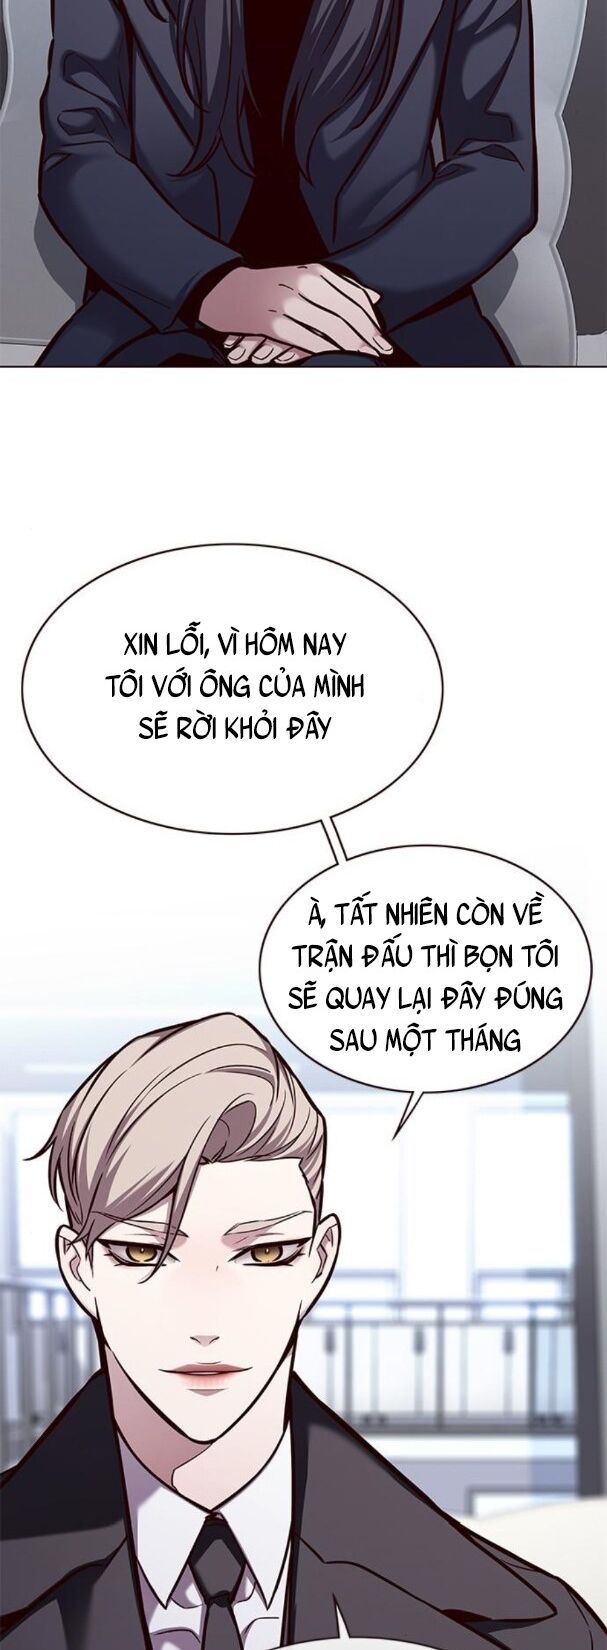 XIN LỖI, VÌ HÔM NAY
TÔI VỚI ÔNG CỦA MÌNH
SẼ RỜI KHỎI ĐÂY
À, TẤT NHIÊN CÒN VỀ
TRẬN ĐẤU THÌ BỌN TÔI
SẼ QUAY LẠI ĐÂY ĐÚNG
SAU MỘT THÁNG